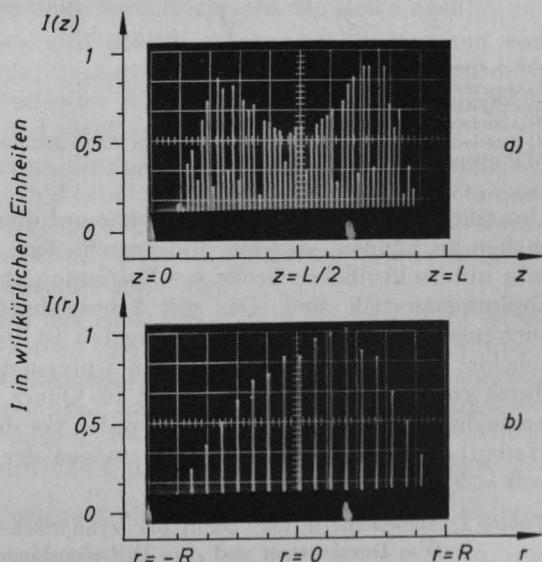 I(z)
1
0,5
a)
0
z=0 z=L/2 z=L z
I(r)
1
0,5
b)
0
r=-R r=0 r=R r
I in willkürlichen Einheiten